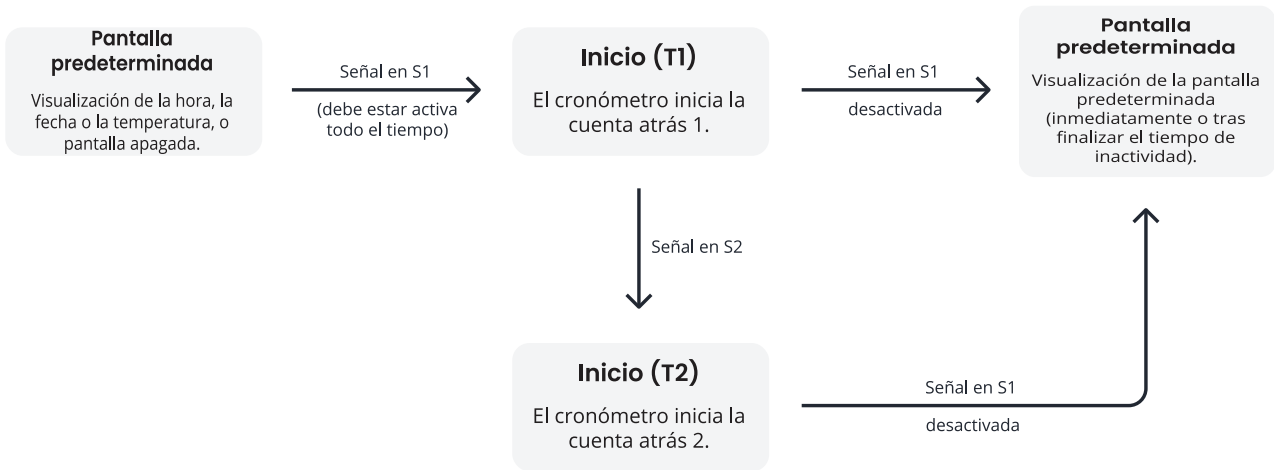 Pantalla
predeterminada
Visualización de la hora, la
fecha o la temperatura, o
pantalla apagada.
Señal en S1
(debe estar activa
todo el tiempo)
Inicio (T1)
El cronómetro inicia la
cuenta atrás 1.
Señal en S1
desactivada
Pantalla
predeterminada
Visualización de la pantalla
predeterminada
(inmediatamente o tras
finalizar el tiempo de
inactividad).
Señal en S2
Inicio (T2)
El cronómetro inicia la
cuenta atrás 2.
Señal en S1
desactivada